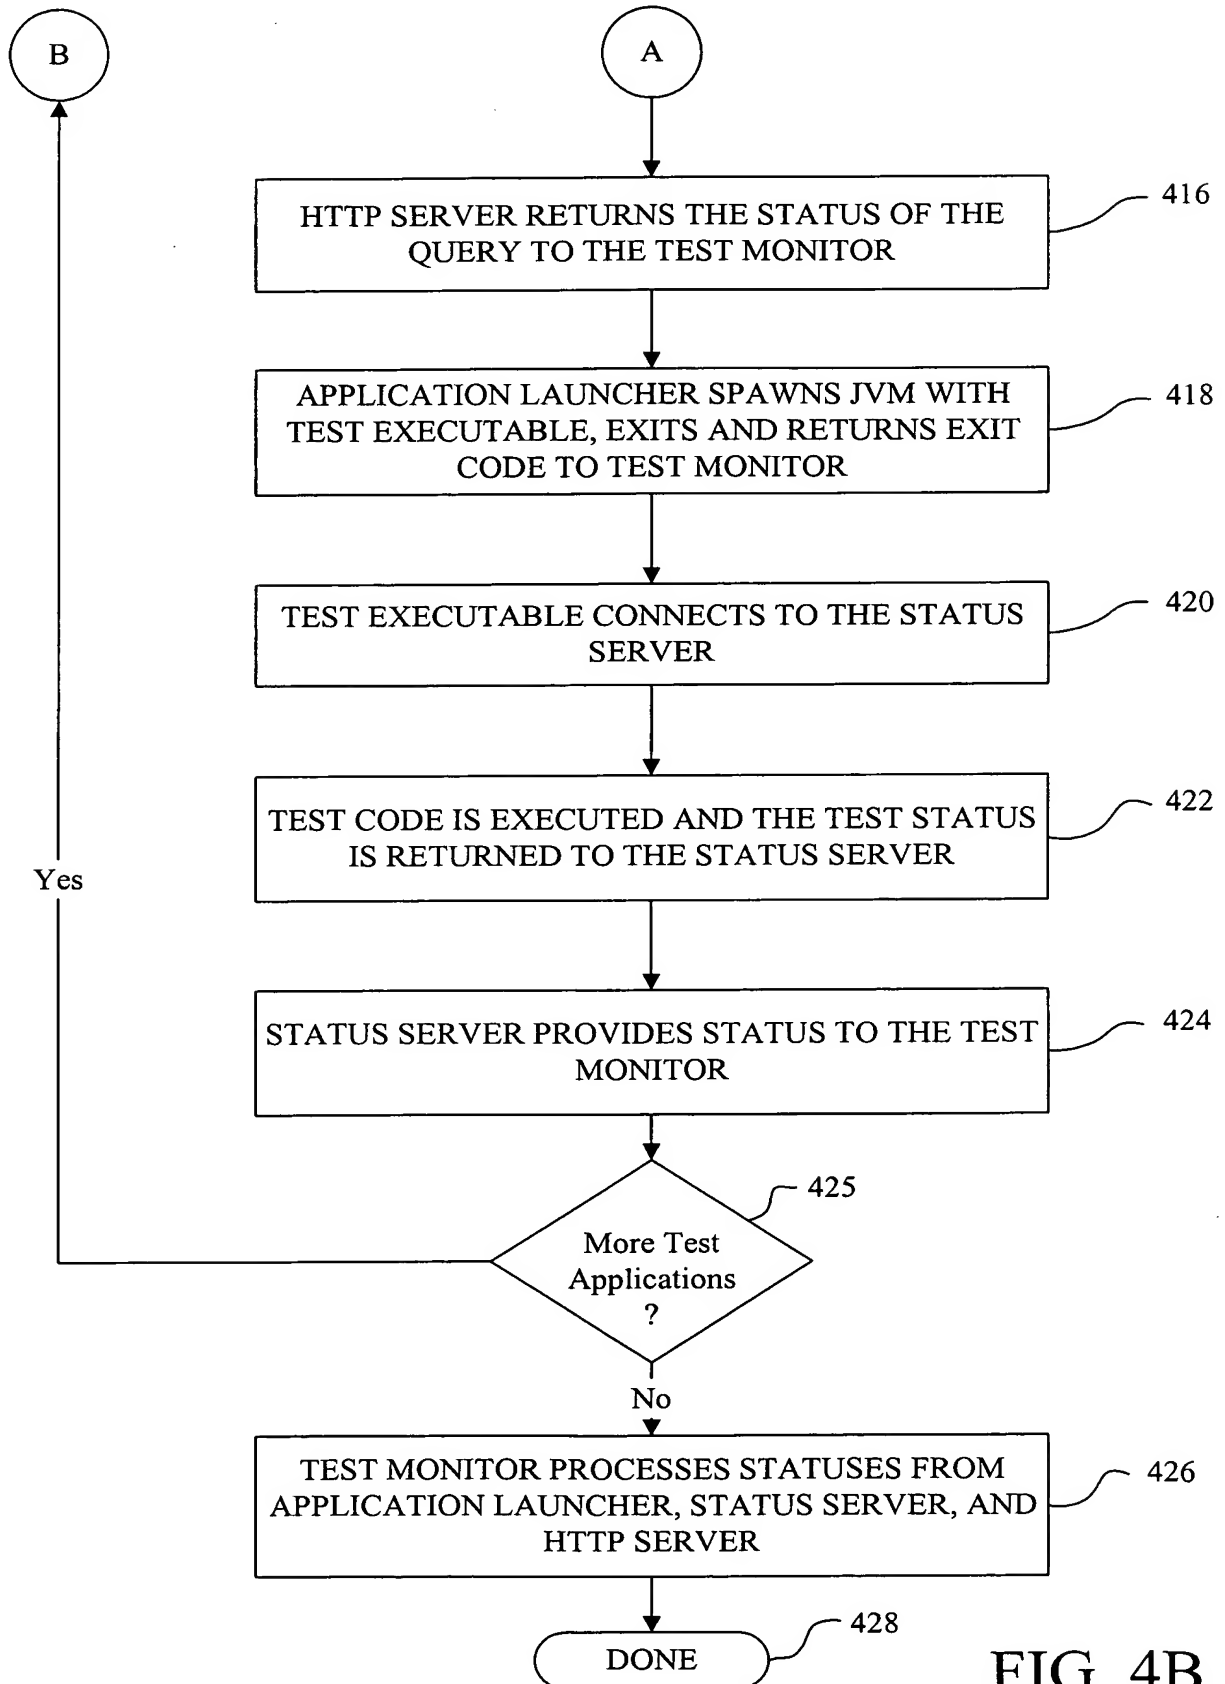 B
A
HTTP SERVER RETURNS THE STATUS OF THE
QUERY TO THE TEST MONITOR
416
APPLICATION LAUNCHER SPAWNS JVM WITH
TEST EXECUTABLE, EXITS AND RETURNS EXIT
CODE TO TEST MONITOR
418
TEST EXECUTABLE CONNECTS TO THE STATUS
SERVER
420
TEST CODE IS EXECUTED AND THE TEST STATUS
IS RETURNED TO THE STATUS SERVER
422
Yes
STATUS SERVER PROVIDES STATUS TO THE TEST
MONITOR
424
425
More Test
Applications
?
No
TEST MONITOR PROCESSES STATUSES FROM
APPLICATION LAUNCHER, STATUS SERVER, AND
HTTP SERVER
426
DONE
428
FIG. 4B